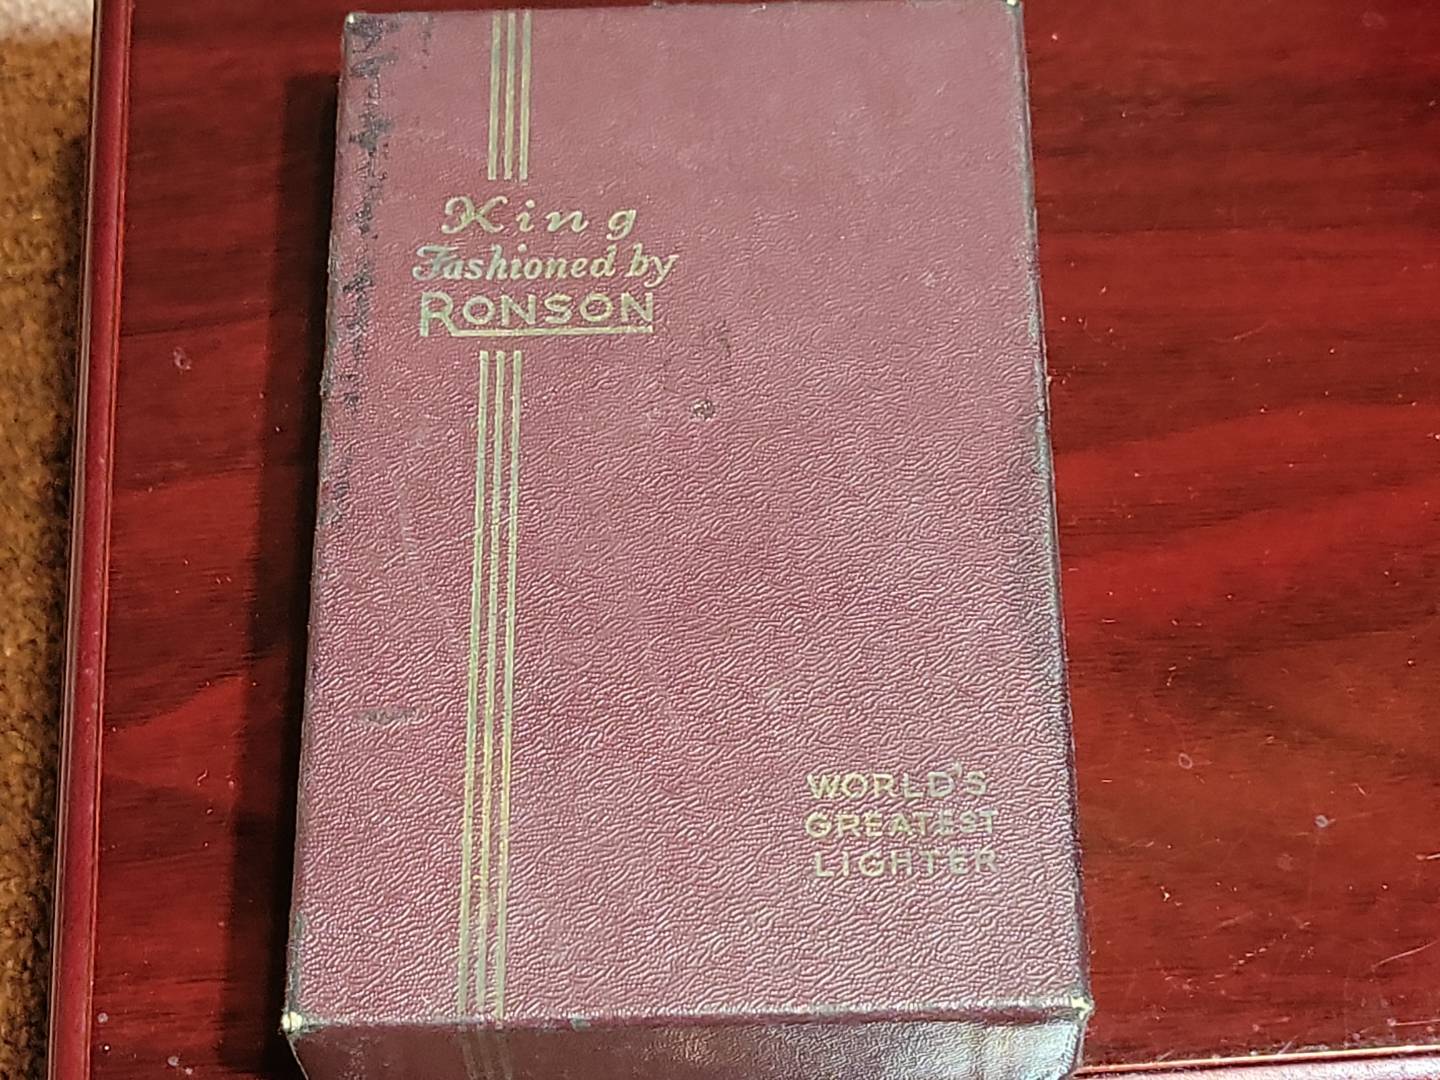 King
Fashioned by
RONSON
WORLD'S
GREATEST
LIGHTER